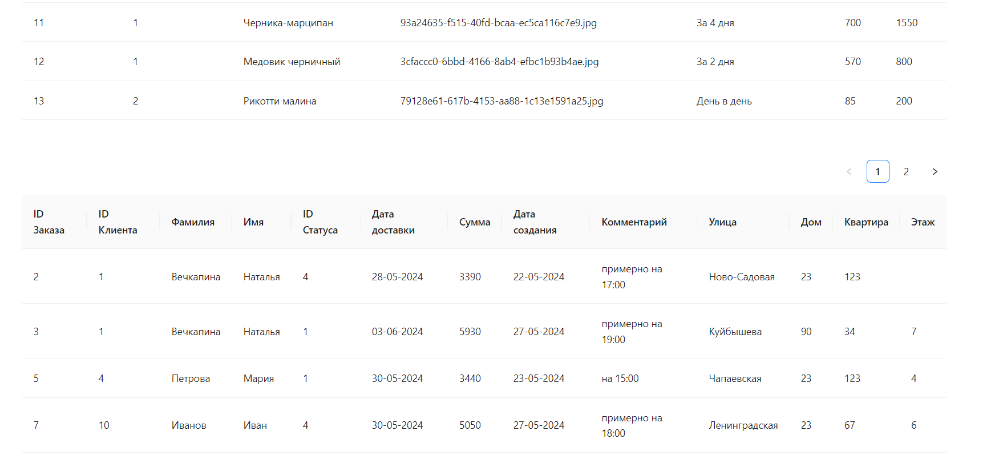 11 1 Черника-марципан 93a24635-f515-40fd-bcaa-ec5ca116c7e9.jpg За 4 дня 700 1550
12 1 Медовик черничный 3cfaccc0-6bbd-4166-8ab4-efbc1b93b4ae.jpg За 2 дня 570 800
13 2 Рикотти малина 79128e61-617b-4153-aa88-1c13e1591a25.jpg День в день 85 200
< 1 2 >
ID Заказа ID Клиента Фамилия Имя ID Статуса Дата доставки Сумма Дата создания Комментарий Улица Дом Квартира Этаж
2 1 Вечкапина Наталья 4 28-05-2024 3390 22-05-2024 примерно на 17:00 Ново-Садовая 23 123
3 1 Вечкапина Наталья 1 03-06-2024 5930 27-05-2024 примерно на 19:00 Куйбышева 90 34 7
5 4 Петрова Мария 1 30-05-2024 3440 23-05-2024 на 15:00 Чапаевская 23 123 4
7 10 Иванов Иван 4 30-05-2024 5050 27-05-2024 примерно на 18:00 Ленинградская 23 67 6